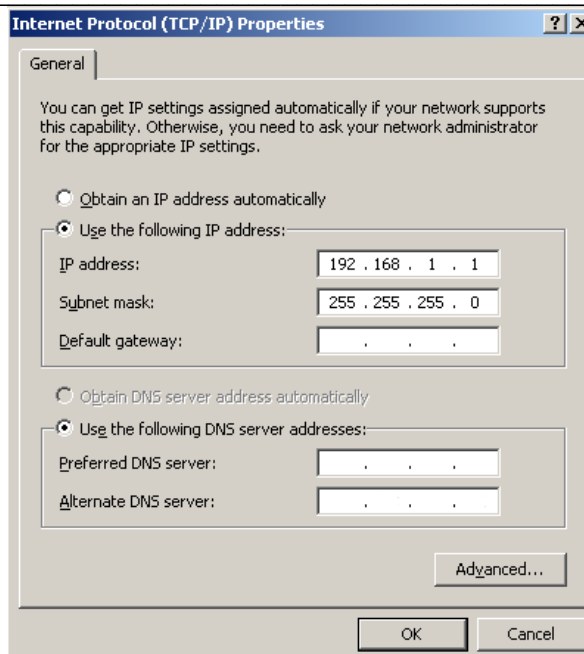 Internet Protocol (TCP/IP) Properties
General
You can get IP settings assigned automatically if your network supports
this capability. Otherwise, you need to ask your network administrator
for the appropriate IP settings.
Obtain an IP address automatically
Use the following IP address:
IP address: 192 . 168 . 1 . 1
Subnet mask: 255 . 255 . 255 . 0
Default gateway: . . .
Obtain DNS server address automatically
Use the following DNS server addresses:
Preferred DNS server: . . .
Alternate DNS server: . . .
Advanced...
OK Cancel